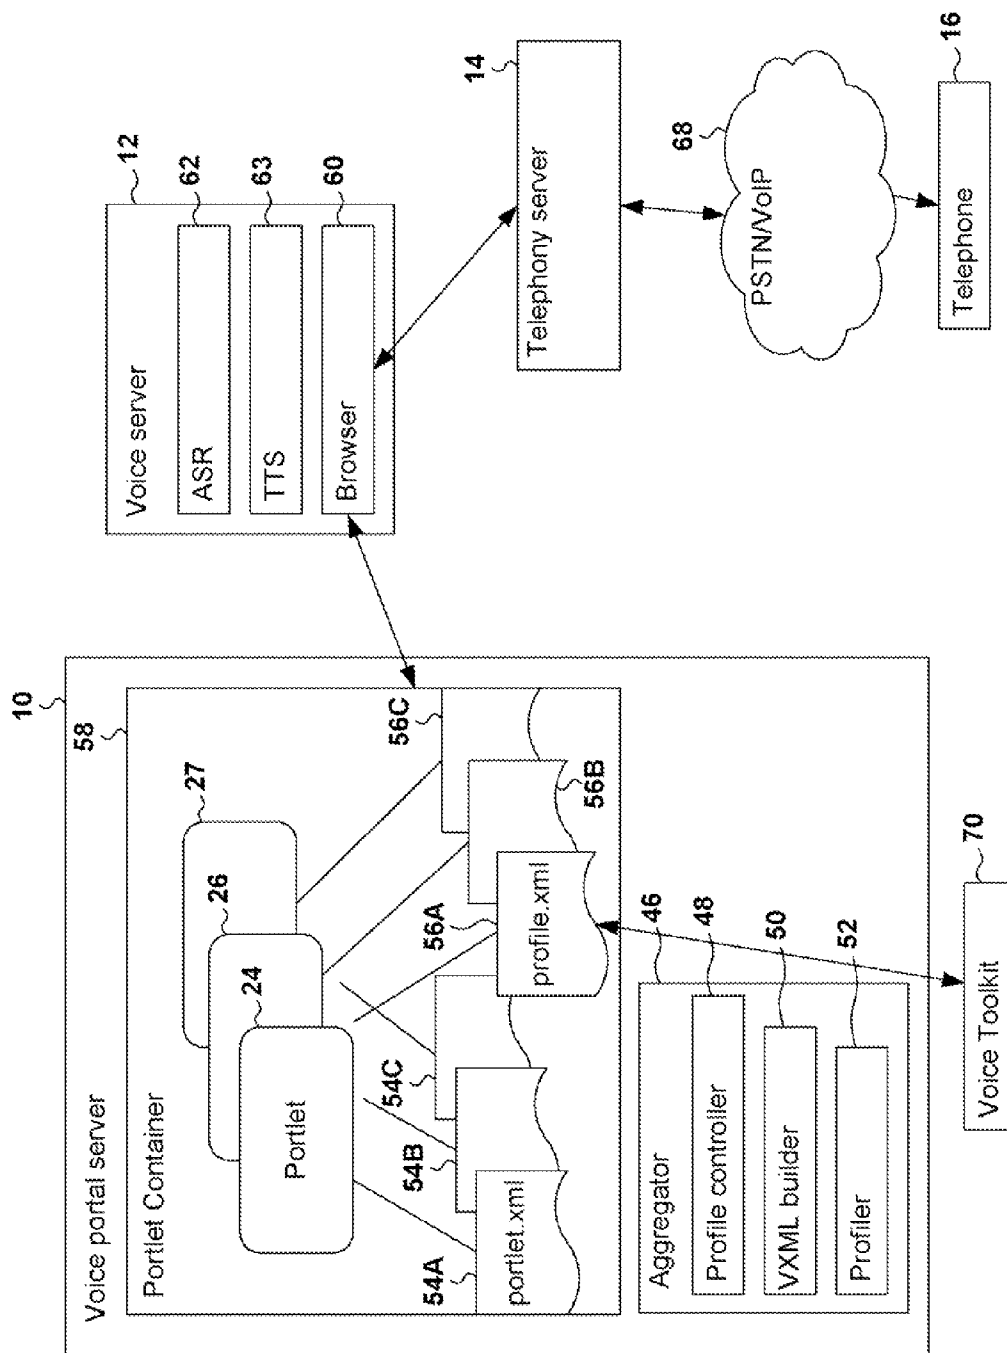 10
Voice portal server
58
Portlet Container
27
26
24
Portlet
54A
portlet.xml
54B
54C
56A
profile.xml
56B
56C
46
Aggregator
48
Profile controller
50
VXML builder
52
Profiler
70
Voice Toolkit
12
Voice server
62
ASR
63
TTS
60
Browser
14
Telephony server
68
PSTN/VoIP
16
Telephone